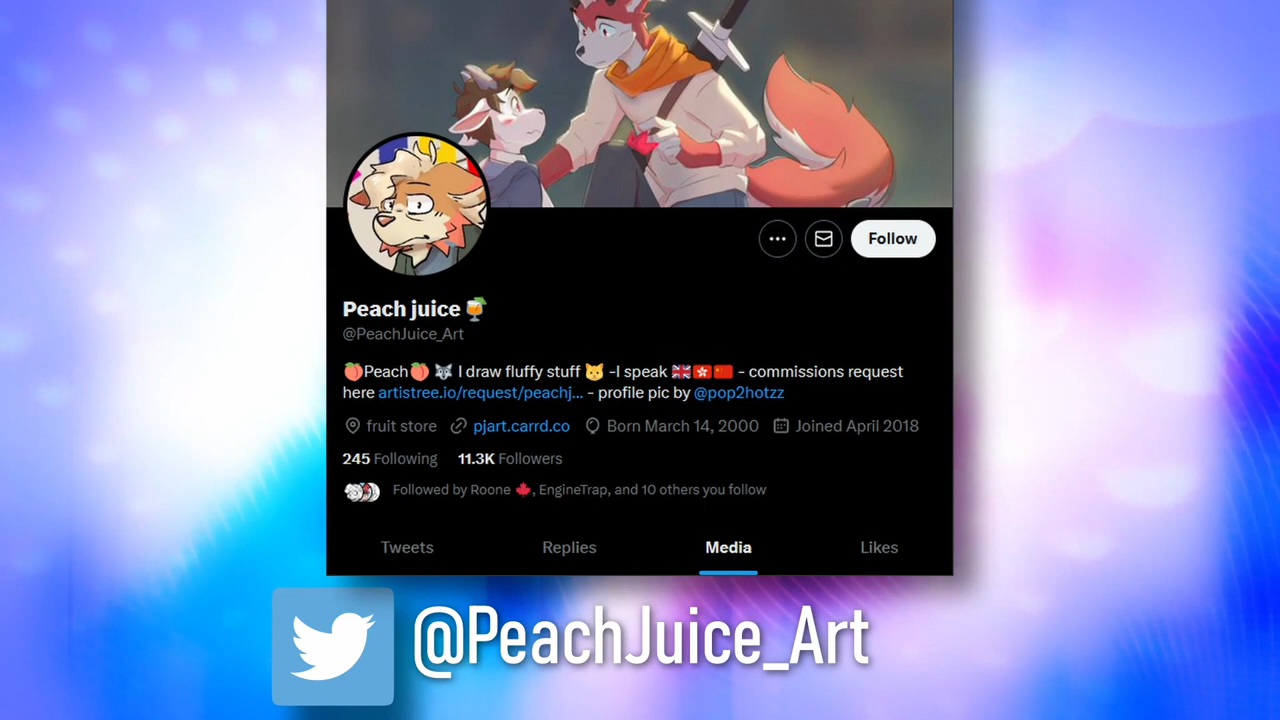 Follow
Peach juice 🍹
@PeachJuice_Art
🍑Peach🍑 🐺 I draw fluffy stuff 🐱 -I speak 🇬🇧🇭🇰🇨🇳 - commissions request
here artistree.io/request/peachj... - profile pic by @pop2hotzz
fruit store pjart.carrd.co Born March 14, 2000 Joined April 2018
245 Following 11.3K Followers
Followed by Roone 🍁, EngineTrap, and 10 others you follow
Tweets Replies Media Likes
@PeachJuice_Art